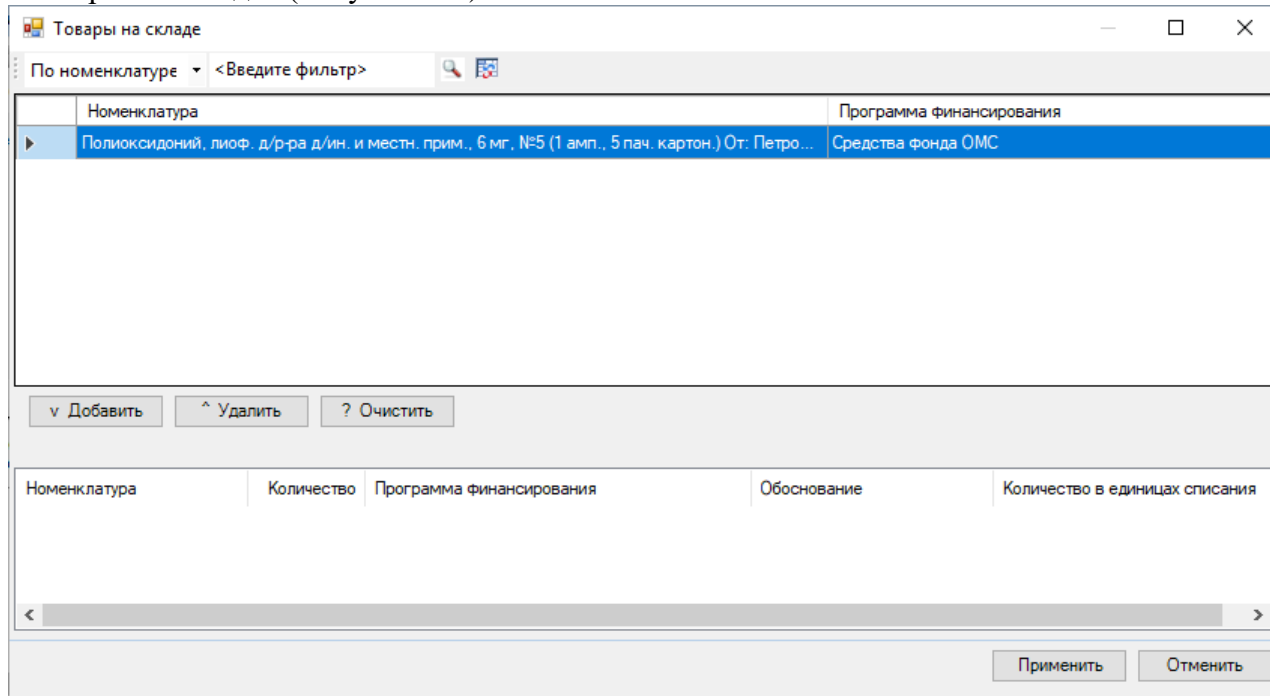 Товары на складе
По номенклатуре <Введите фильтр>
Номенклатура Программа финансирования
Полиоксидоний, лиоф. д/р-ра д/ин. и местн. прим., 6 мг, №5 (1 амп., 5 пач. картон.) От: Петро... Средства фонда ОМС
v Добавить ^ Удалить ? Очистить
Номенклатура Количество Программа финансирования Обоснование Количество в единицах списания
Применить Отменить